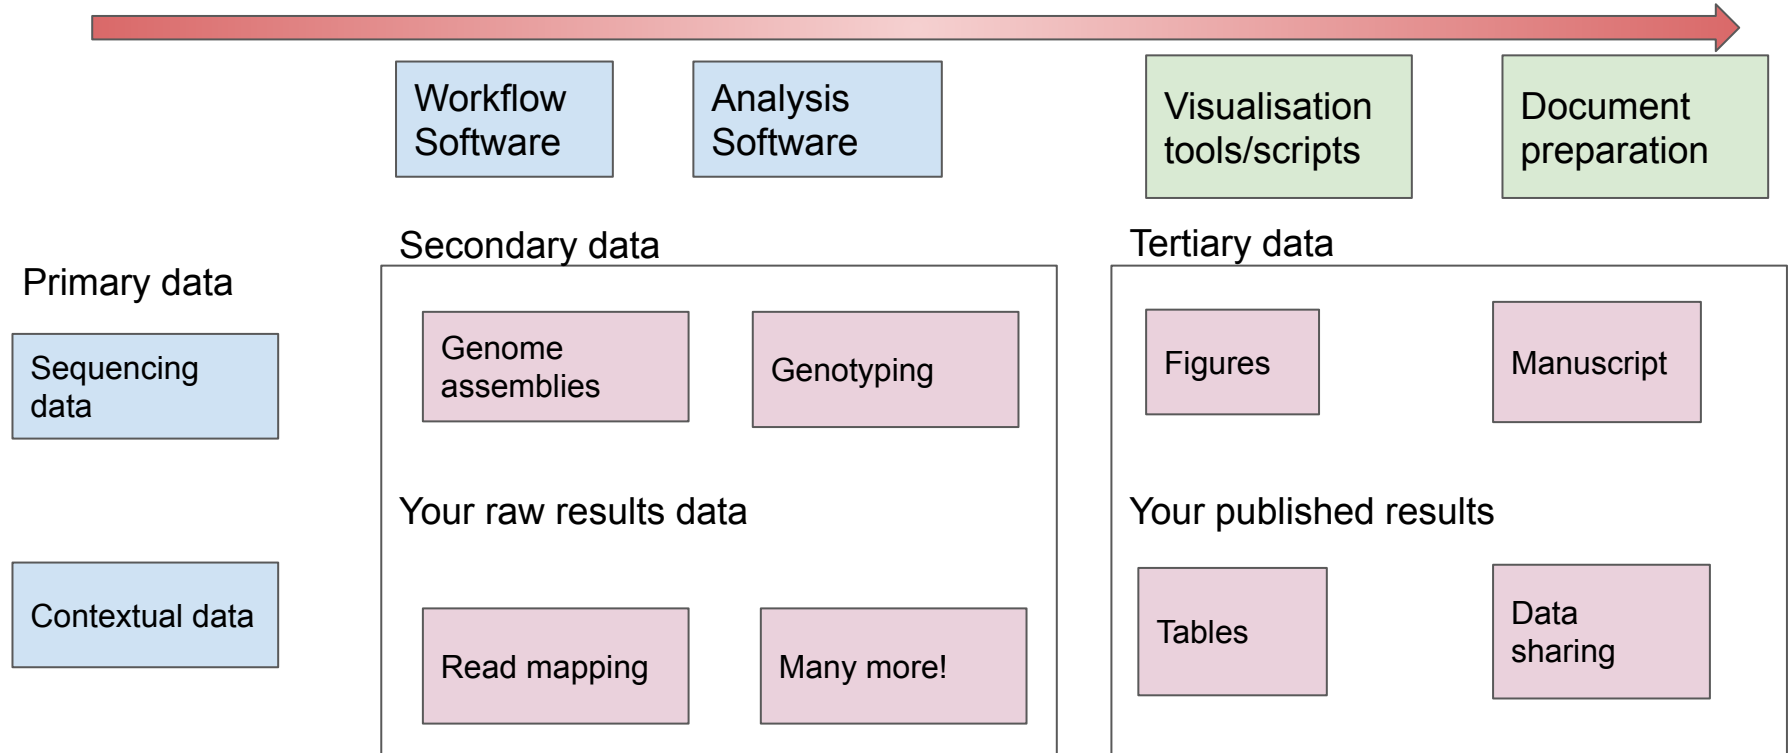 Workflow
Software
Analysis
Software
Visualisation
tools/scripts
Document
preparation
Primary data
Sequencing
data
Contextual data
Secondary data
Genome
assemblies
Genotyping
Your raw results data
Read mapping
Many more!
Tertiary data
Figures
Manuscript
Your published results
Tables
Data
sharing